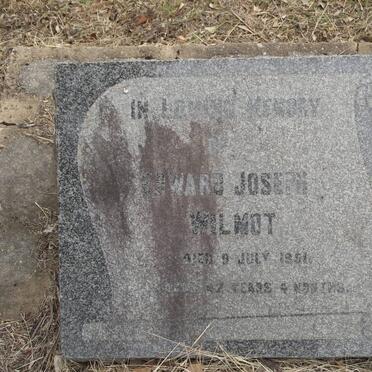 IN LOVING MEMORY
OF
EDWARD JOSEPH
WILMOT
DIED 9 JULY 1951.
YEARS 4 MONTHS.